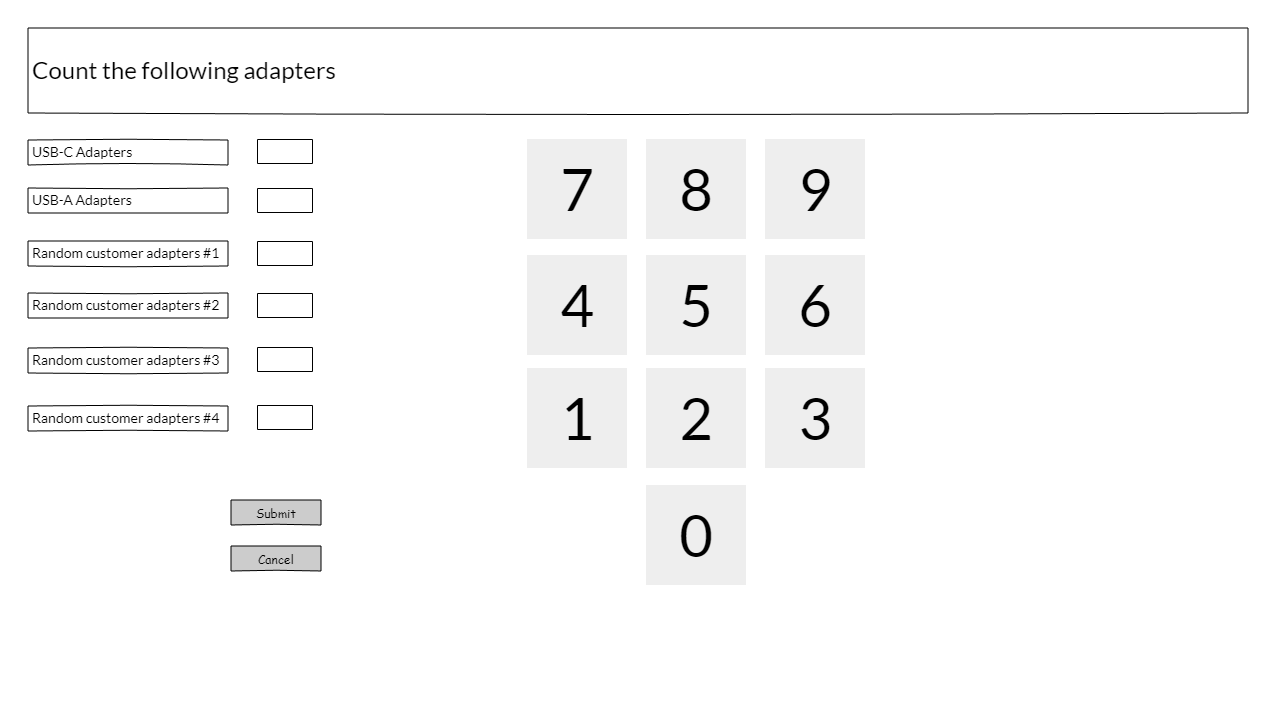 Count the following adapters
USB-C Adapters
USB-A Adapters
Random customer adapters #1
Random customer adapters #2
Random customer adapters #3
Random customer adapters #4
Submit
Cancel
7 8 9
4 5 6
1 2 3
0